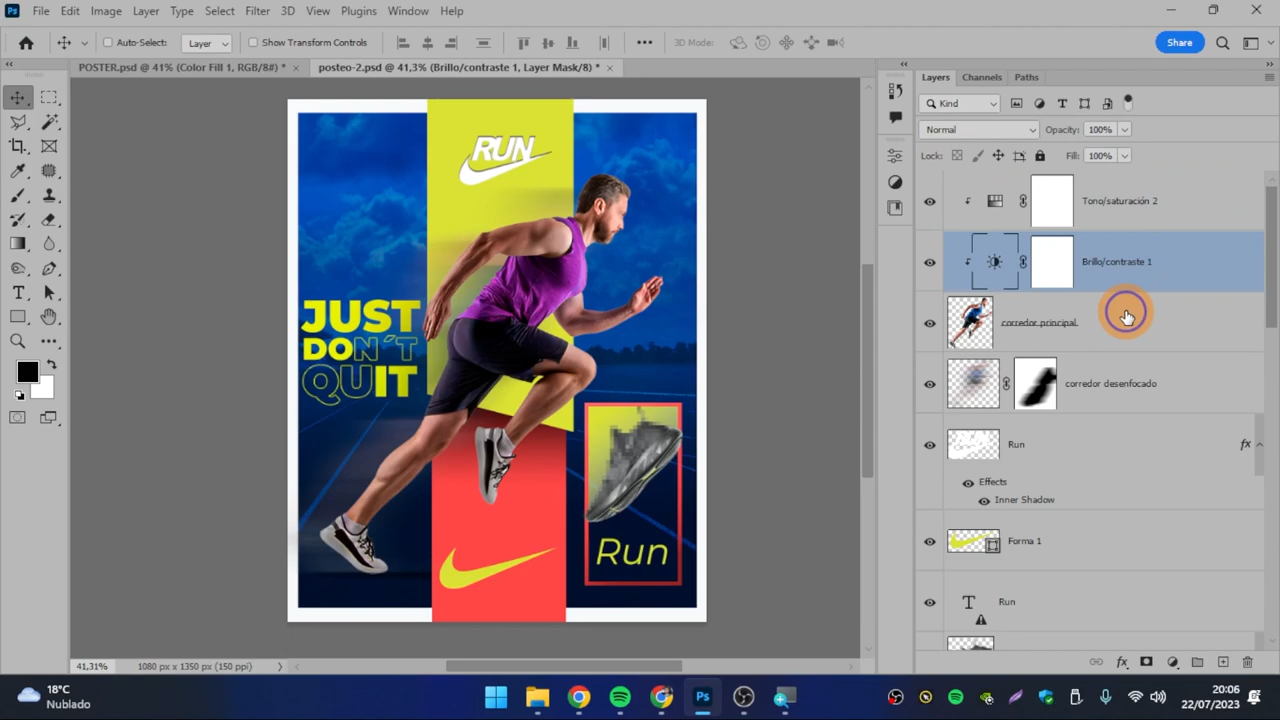 Ps File Edit Image Layer Type Select Filter 3D View Plugins Window Help
Auto-Select: Layer Show Transform Controls ••• 3D Mode: Share
POSTER.psd @ 41% (Color Fill 1, RGB/8#) * × posteo-2.psd @ 41,3% (Brillo/contraste 1, Layer Mask/8) * ×
Layers Channels Paths
Kind
Normal Opacity: 100%
Lock: Fill: 100%
Tono/saturación 2
Brillo/contraste 1
corredor principal
corredor desenfocado
Run fx
Effects
Inner Shadow
Forma 1
T Run
RUN
JUST
DON´T
QUIT
Run
41,31% 1080 px x 1350 px (150 ppi)
fx
18°C
Nublado
Ps
20:06
22/07/2023